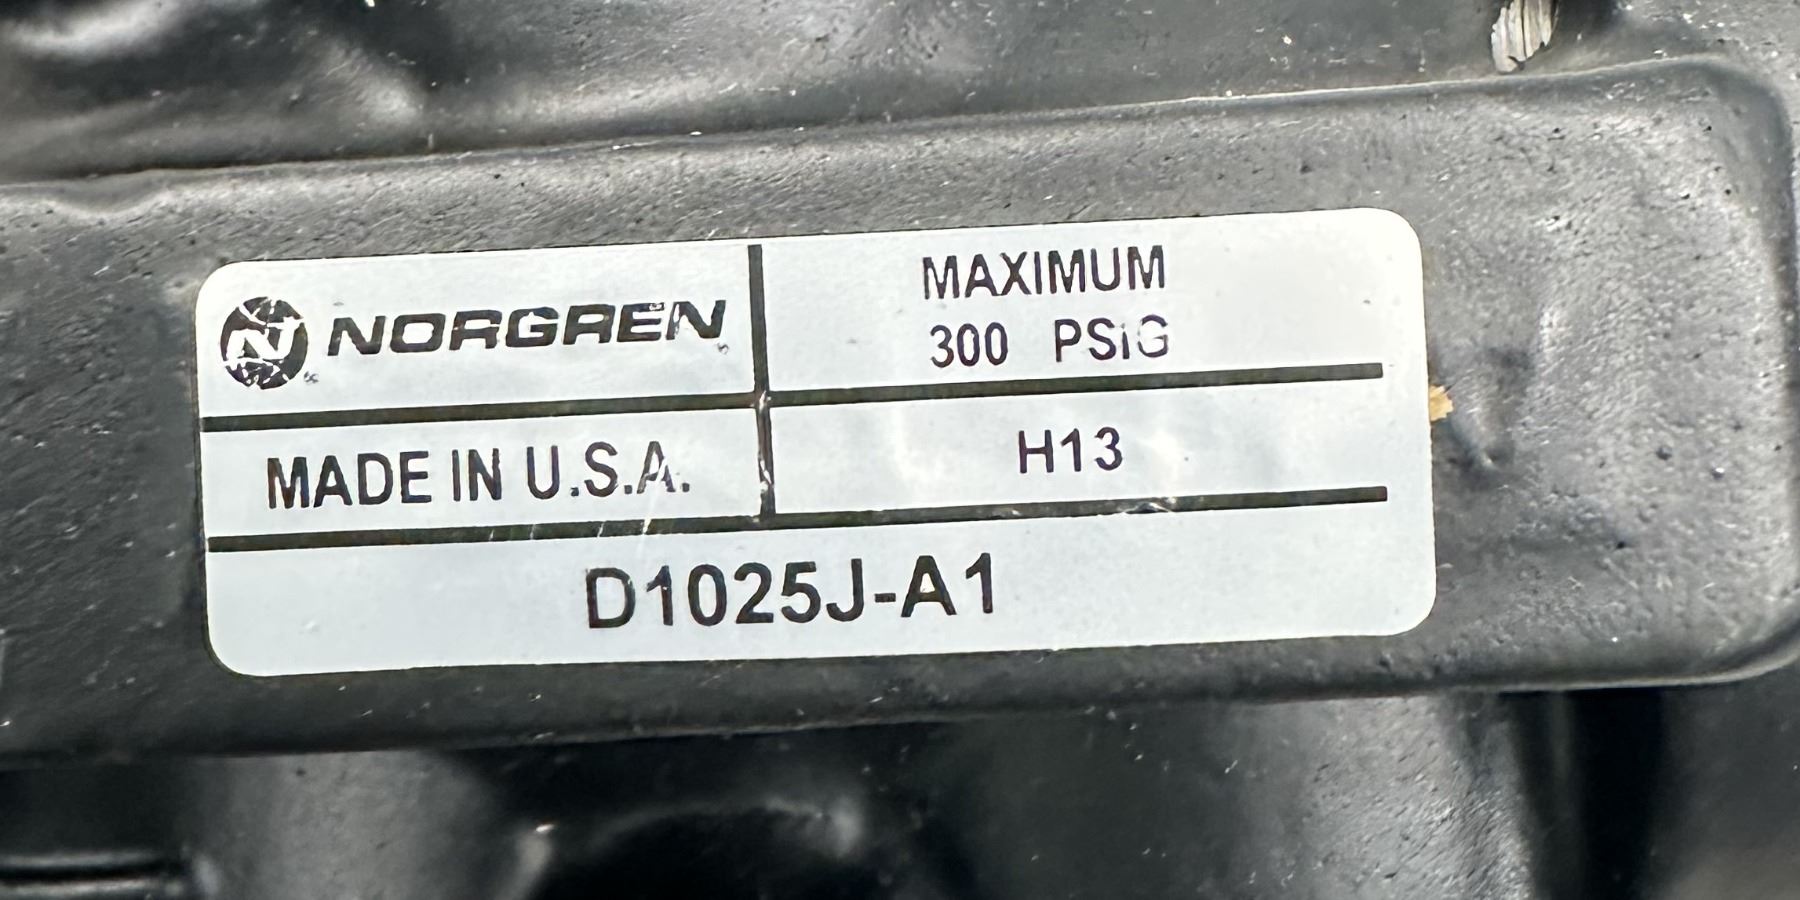 NORGREN
MAXIMUM
300 PSIG
MADE IN U.S.A.
H13
D1025J-A1